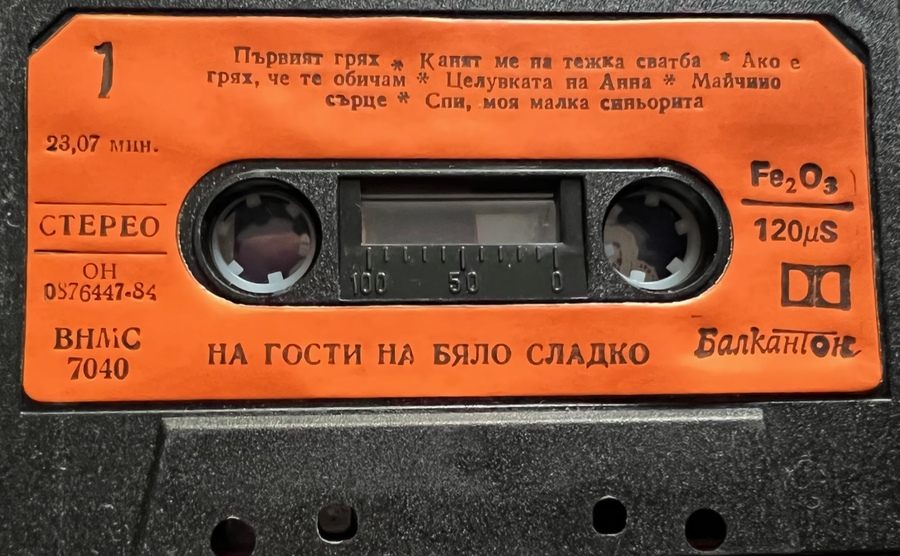 1
Първият грях * Канят ме на тежка сватба * Ако е
грях, че те обичам * Целувката на Анна * Майчино
сърце * Спи, моя малка синьорита
23,07 мин.
СТЕРЕО
ОН
0876447-84
ВНМС
7040
Fe₂O₃
120µS
100 50 0
НА ГОСТИ НА БЯЛО СЛАДКО
Балкантон